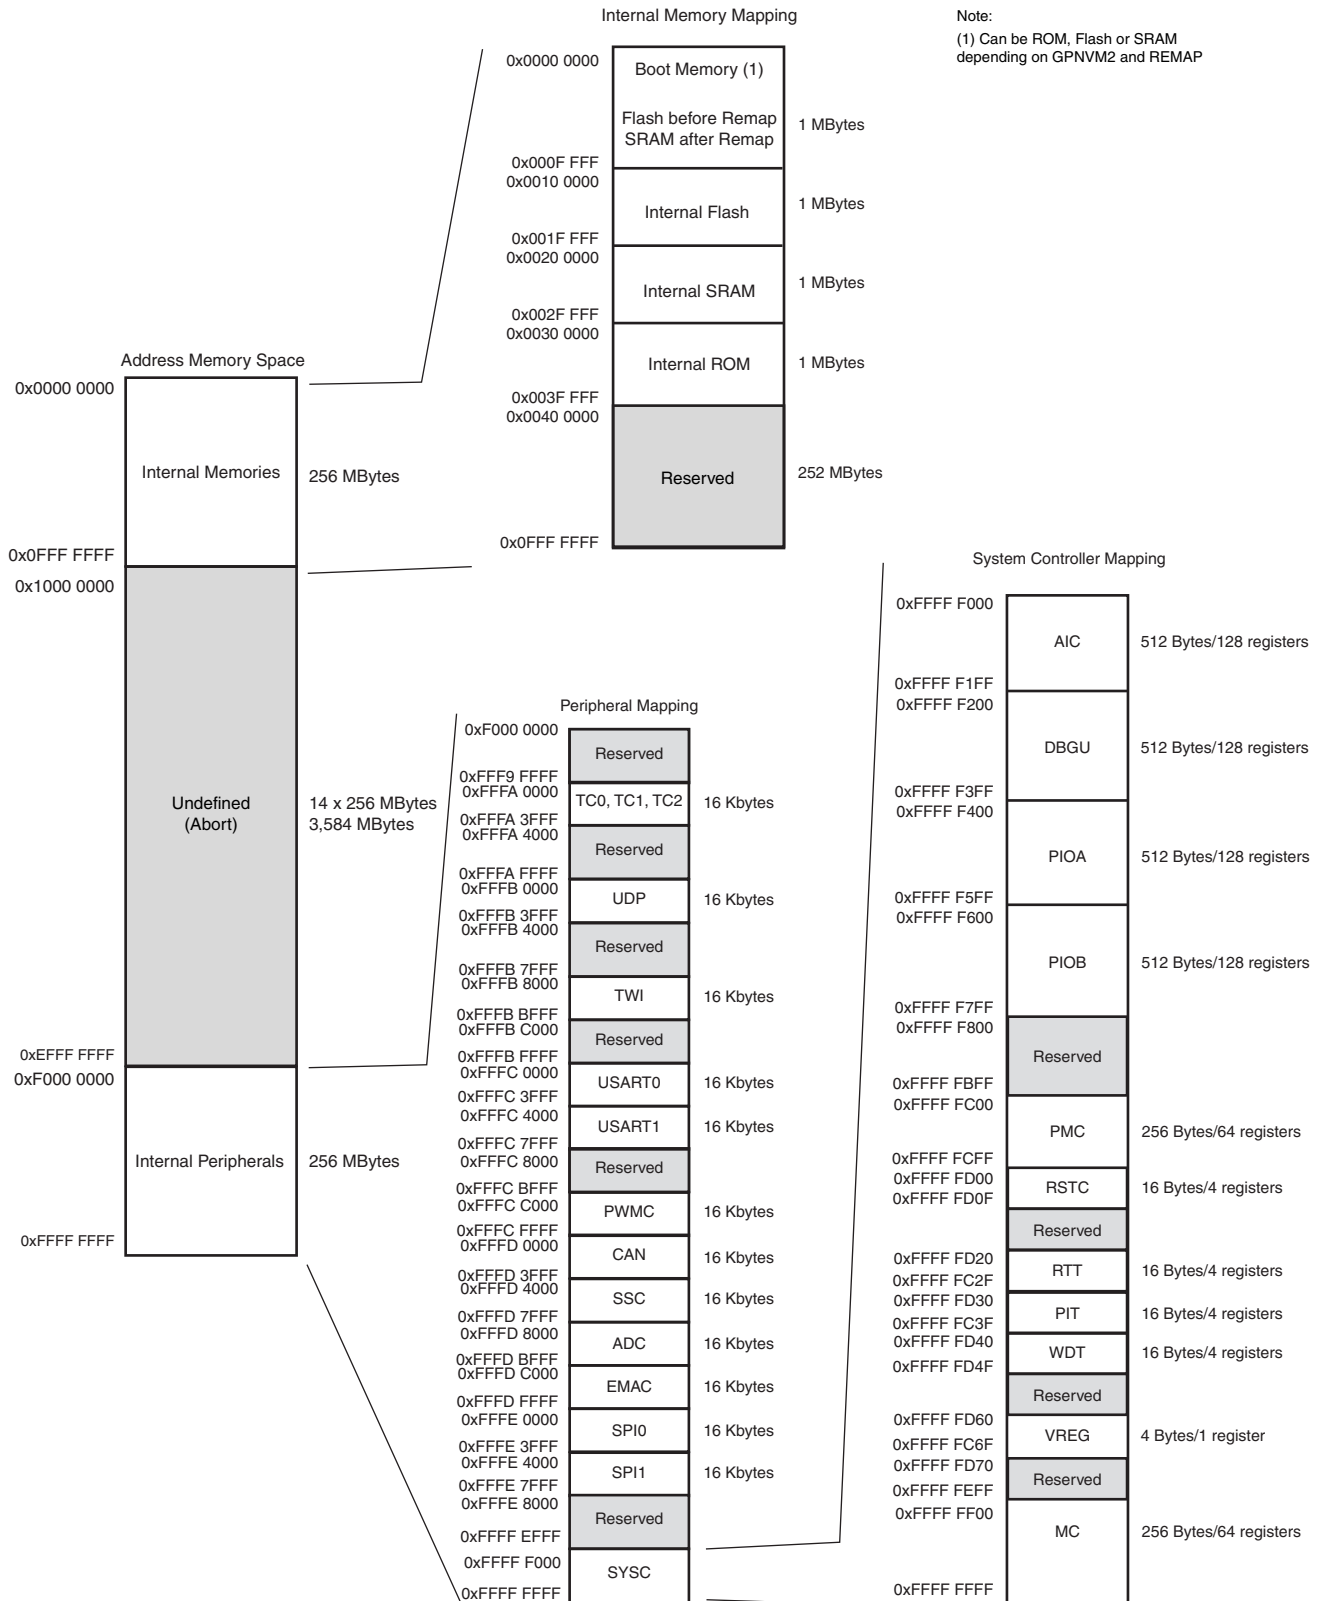 Internal Memory Mapping
Note:
(1) Can be ROM, Flash or SRAM
depending on GPNVM2 and REMAP
0x0000 0000
Boot Memory (1)
Flash before Remap
SRAM after Remap
1 MBytes
0x000F FFF
0x0010 0000
Internal Flash
1 MBytes
0x001F FFF
0x0020 0000
Internal SRAM
1 MBytes
0x002F FFF
0x0030 0000
Internal ROM
1 MBytes
0x003F FFF
0x0040 0000
Reserved
252 MBytes
0x0FFF FFFF
Address Memory Space
0x0000 0000
Internal Memories
256 MBytes
0x0FFF FFFF
0x1000 0000
Undefined
(Abort)
14 x 256 MBytes
3,584 MBytes
0xEFFF FFFF
0xF000 0000
Internal Peripherals
256 MBytes
0xFFFF FFFF
Peripheral Mapping
0xF000 0000
Reserved
0xFFF9 FFFF
0xFFFA 0000
TC0, TC1, TC2
16 Kbytes
0xFFFA 3FFF
0xFFFA 4000
Reserved
0xFFFA FFFF
0xFFFB 0000
UDP
16 Kbytes
0xFFFB 3FFF
0xFFFB 4000
Reserved
0xFFFB 7FFF
0xFFFB 8000
TWI
16 Kbytes
0xFFFB BFFF
0xFFFB C000
Reserved
0xFFFB FFFF
0xFFFC 0000
USART0
16 Kbytes
0xFFFC 3FFF
0xFFFC 4000
USART1
16 Kbytes
0xFFFC 7FFF
0xFFFC 8000
Reserved
0xFFFC BFFF
0xFFFC C000
PWMC
16 Kbytes
0xFFFC FFFF
0xFFFD 0000
CAN
16 Kbytes
0xFFFD 3FFF
0xFFFD 4000
SSC
16 Kbytes
0xFFFD 7FFF
0xFFFD 8000
ADC
16 Kbytes
0xFFFD BFFF
0xFFFD C000
EMAC
16 Kbytes
0xFFFD FFFF
0xFFFE 0000
SPI0
16 Kbytes
0xFFFE 3FFF
0xFFFE 4000
SPI1
16 Kbytes
0xFFFE 7FFF
0xFFFE 8000
Reserved
0xFFFF EFFF
0xFFFF F000
SYSC
0xFFFF FFFF
System Controller Mapping
0xFFFF F000
AIC
512 Bytes/128 registers
0xFFFF F1FF
0xFFFF F200
DBGU
512 Bytes/128 registers
0xFFFF F3FF
0xFFFF F400
PIOA
512 Bytes/128 registers
0xFFFF F5FF
0xFFFF F600
PIOB
512 Bytes/128 registers
0xFFFF F7FF
0xFFFF F800
Reserved
0xFFFF FBFF
0xFFFF FC00
PMC
256 Bytes/64 registers
0xFFFF FCFF
0xFFFF FD00
RSTC
16 Bytes/4 registers
0xFFFF FD0F
Reserved
0xFFFF FD20
RTT
16 Bytes/4 registers
0xFFFF FC2F
0xFFFF FD30
PIT
16 Bytes/4 registers
0xFFFF FC3F
0xFFFF FD40
WDT
16 Bytes/4 registers
0xFFFF FD4F
Reserved
0xFFFF FD60
VREG
4 Bytes/1 register
0xFFFF FC6F
0xFFFF FD70
Reserved
0xFFFF FEFF
0xFFFF FF00
MC
256 Bytes/64 registers
0xFFFF FFFF